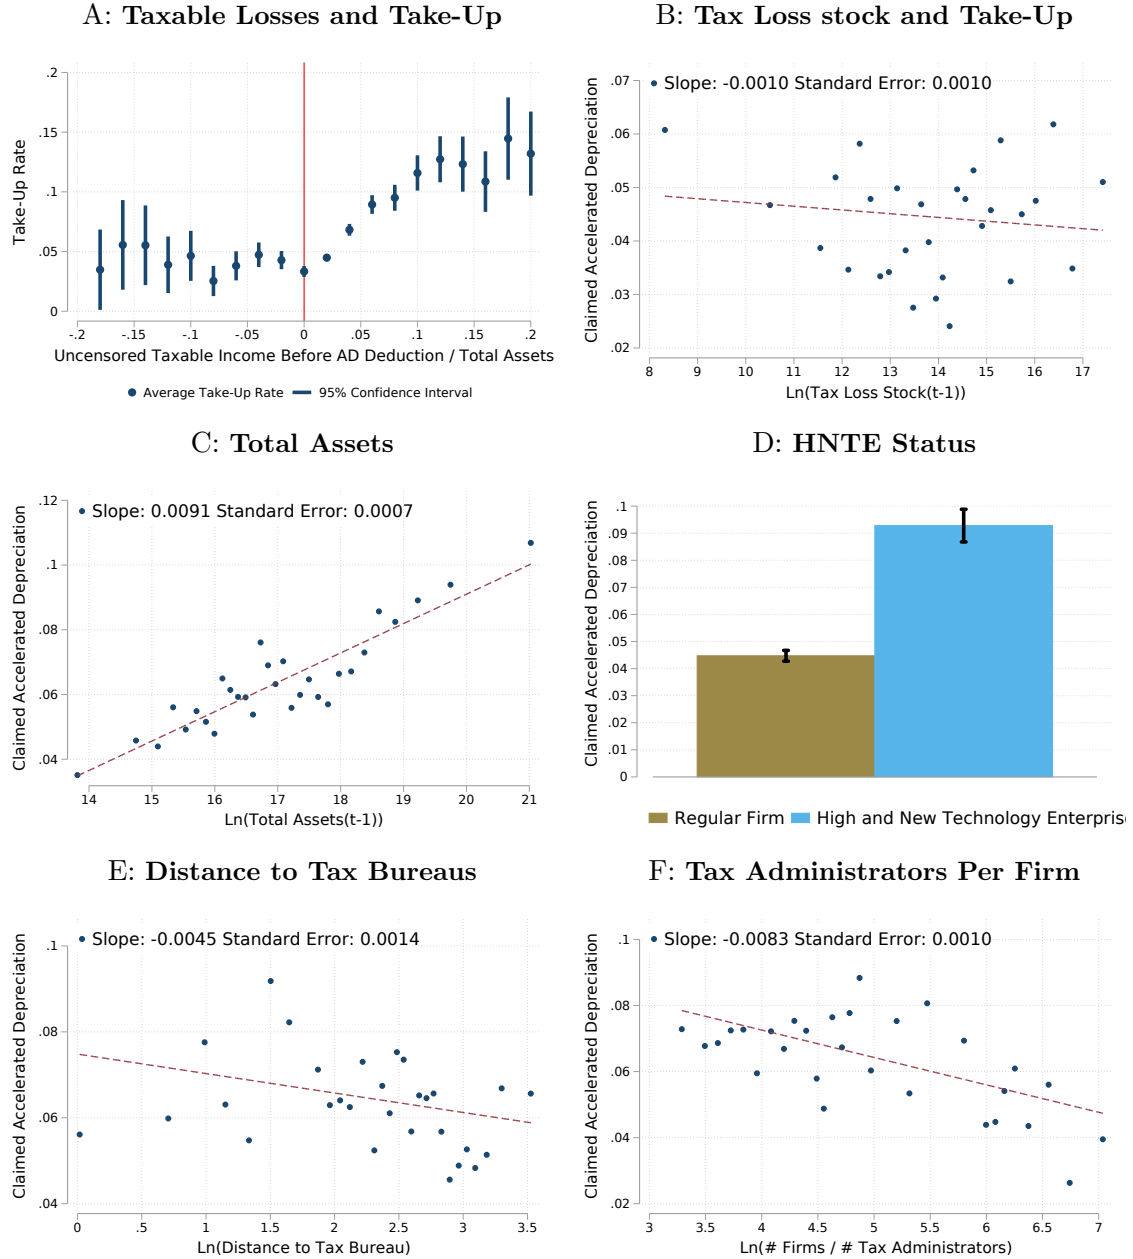 A: Taxable Losses and Take-Up
Take-Up Rate
.2
.15
.1
.05
0
-.2 -.15 -.1 -.05 0 .05 .1 .15 .2
Uncensored Taxable Income Before AD Deduction / Total Assets
Average Take-Up Rate 95% Confidence Interval
B: Tax Loss stock and Take-Up
Claimed Accelerated Depreciation
Slope: -0.0010 Standard Error: 0.0010
.07
.06
.05
.04
.03
.02
8 9 10 11 12 13 14 15 16 17
Ln(Tax Loss Stock(t-1))
C: Total Assets
Claimed Accelerated Depreciation
Slope: 0.0091 Standard Error: 0.0007
.12
.1
.08
.06
.04
14 15 16 17 18 19 20 21
Ln(Total Assets(t-1))
D: HNTE Status
Claimed Accelerated Depreciation
.1
.09
.08
.07
.06
.05
.04
.03
.02
.01
0
Regular Firm High and New Technology Enterpris
E: Distance to Tax Bureaus
Claimed Accelerated Depreciation
Slope: -0.0045 Standard Error: 0.0014
.1
.08
.06
.04
0 .5 1 1.5 2 2.5 3 3.5
Ln(Distance to Tax Bureau)
F: Tax Administrators Per Firm
Claimed Accelerated Depreciation
Slope: -0.0083 Standard Error: 0.0010
.1
.08
.06
.04
.02
3 3.5 4 4.5 5 5.5 6 6.5 7
Ln(# Firms / # Tax Administrators)